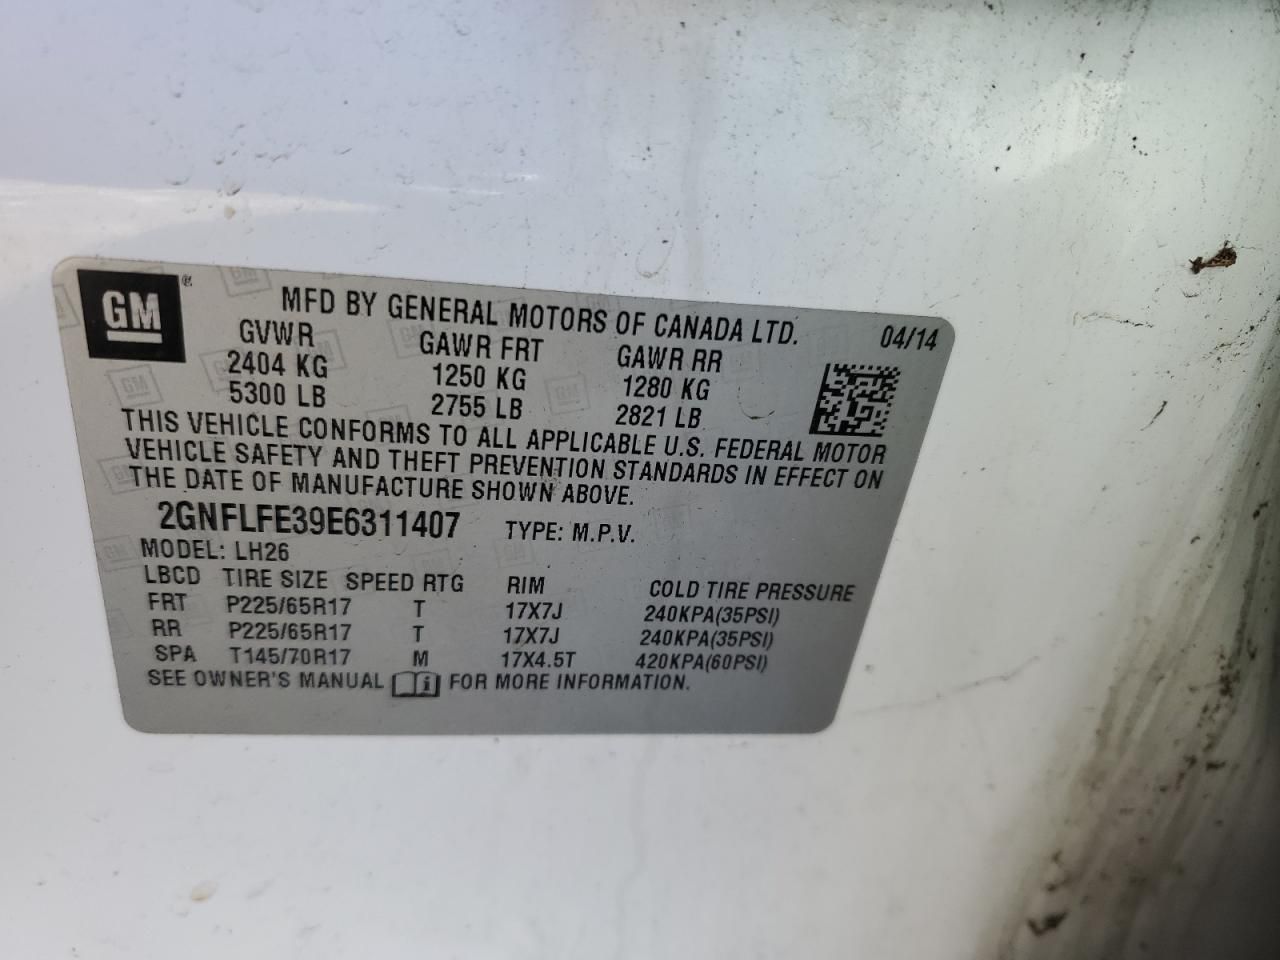 GM
MFD BY GENERAL MOTORS OF CANADA LTD. 04/14
GVWR GAWR FRT GAWR RR
2404 KG 1250 KG 1280 KG
5300 LB 2755 LB 2821 LB
THIS VEHICLE CONFORMS TO ALL APPLICABLE U.S. FEDERAL MOTOR
VEHICLE SAFETY AND THEFT PREVENTION STANDARDS IN EFFECT ON
THE DATE OF MANUFACTURE SHOWN ABOVE.
2GNFLFE39E6311407 TYPE: M.P.V.
MODEL: LH26
LBCD TIRE SIZE SPEED RTG RIM COLD TIRE PRESSURE
FRT P225/65R17 T 17X7J 240KPA(35PSI)
RR P225/65R17 T 17X7J 240KPA(35PSI)
SPA T145/70R17 M 17X4.5T 420KPA(60PSI)
SEE OWNER'S MANUAL FOR MORE INFORMATION.